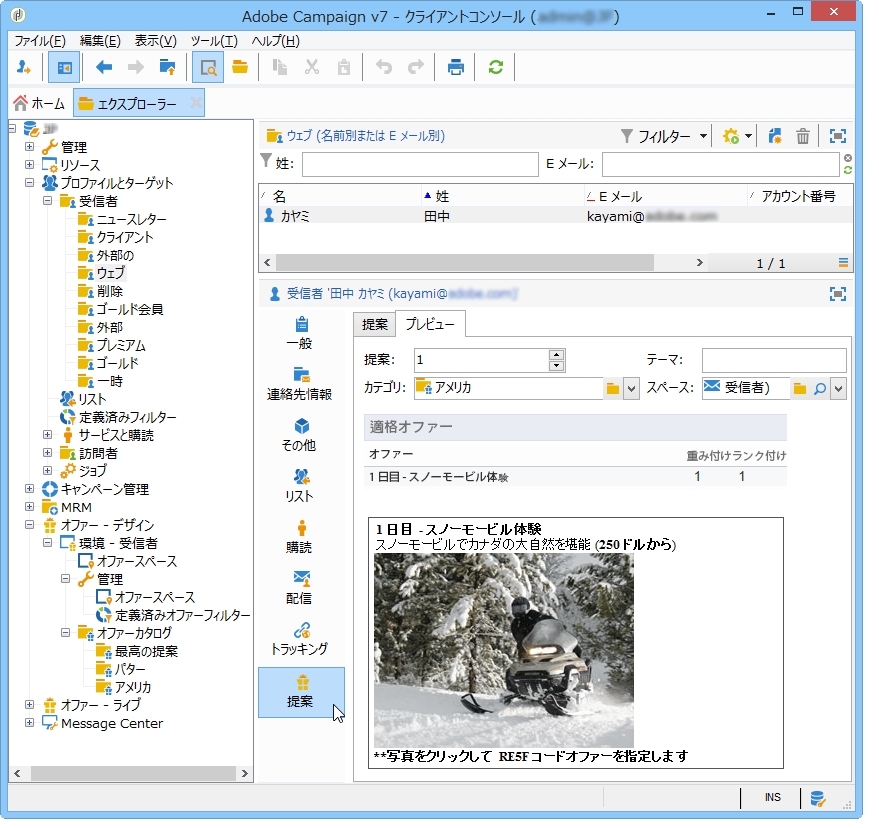 Adobe Campaign v7 - クライアントコンソール (
ファイル(F) 編集(E) 表示(V) ツール(T) ヘルプ(H)
ホーム エクスプローラー
管理
リソース
プロファイルとターゲット
受信者
ニュースレター
クライアント
外部の
ウェブ
削除
ゴールド会員
外部
プレミアム
ゴールド
一時
リスト
定義済みフィルター
サービスと購読
訪問者
ジョブ
キャンペーン管理
MRM
オファー - デザイン
環境 - 受信者
オファースペース
管理
オファースペース
定義済みオファーフィルター
オファーカタログ
最高の提案
バター
アメリカ
オファー - ライブ
Message Center
ウェブ (名前別または E メール別) フィルター
姓: E メール:
名 姓 E メール アカウント番号
カヤミ 田中 kayami@
1 / 1
受信者 '田中 カヤミ (kayami@
一般
連絡先情報
その他
リスト
購読
配信
トラッキング
提案
提案 プレビュー
提案: 1 テーマ:
カテゴリ: アメリカ スペース: 受信者)
適格オファー
オファー 重み付け ランク付け
1 日目 - スノーモービル体験 1 1
1 日目 - スノーモービル体験
スノーモービルでカナダの大自然を堪能 (250ドルから)
**写真をクリックして RE5Fコードオファーを指定します
INS